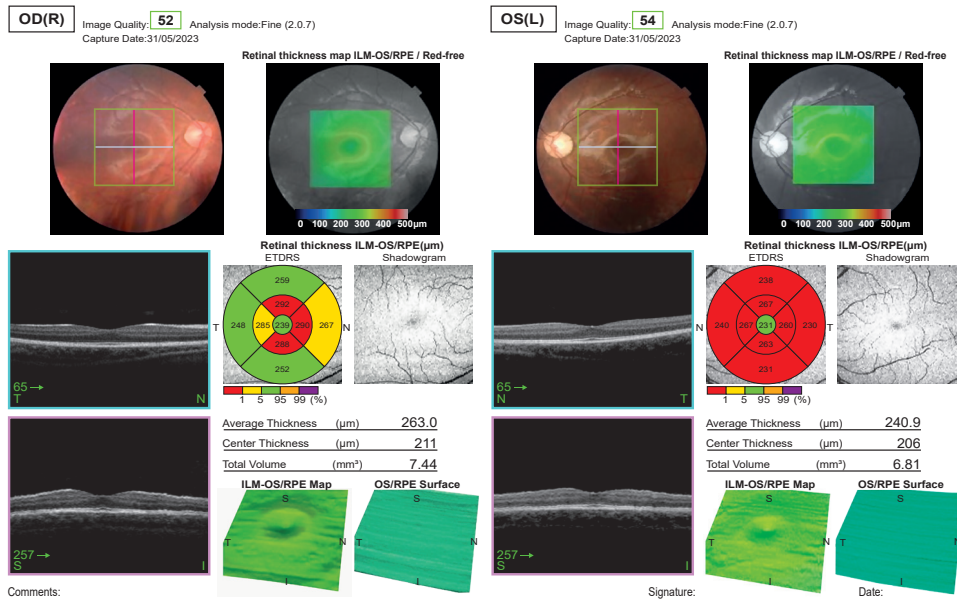 OD(R) Image Quality: 52 Analysis mode:Fine (2.0.7)
Capture Date:31/05/2023
Retinal thickness map ILM-OS/RPE / Red-free
0 100 200 300 400 500µm
Retinal thickness ILM-OS/RPE(µm)
ETDRS Shadowgram
259
292
T 248 285 239 290 267 N
288
252
1 5 95 99 (%)
65 →
T N
Average Thickness (µm) 263.0
Center Thickness (µm) 211
Total Volume (mm³) 7.44
ILM-OS/RPE Map OS/RPE Surface
S
T N
I
257 →
S I
Comments:
OS(L) Image Quality: 54 Analysis mode:Fine (2.0.7)
Capture Date:31/05/2023
Retinal thickness map ILM-OS/RPE / Red-free
0 100 200 300 400 500µm
Retinal thickness ILM-OS/RPE(µm)
ETDRS Shadowgram
238
267
N 240 267 231 260 230 T
263
231
1 5 95 99 (%)
65 →
N T
Average Thickness (µm) 240.9
Center Thickness (µm) 206
Total Volume (mm³) 6.81
ILM-OS/RPE Map OS/RPE Surface
S
T N
I
257 →
S I
Signature: Date: